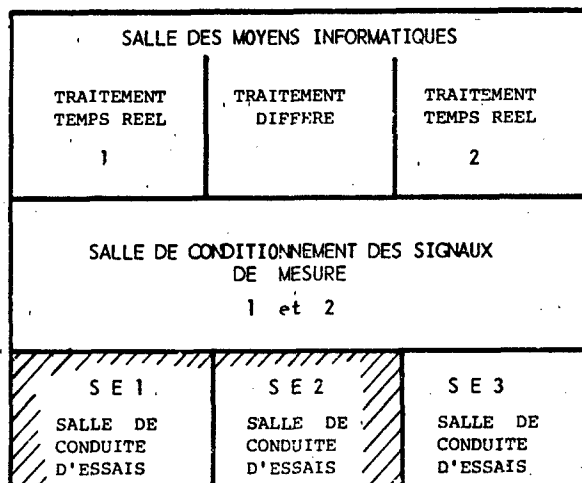 SALLE DES MOYENS INFORMATIQUES
TRAITEMENT
TEMPS REEL
1
TRAITEMENT
DIFFERE
TRAITEMENT
TEMPS REEL
2
SALLE DE CONDITIONNEMENT DES SIGNAUX
DE MESURE
1 et 2
S E 1
SALLE DE
CONDUITE
D'ESSAIS
S E 2
SALLE DE
CONDUITE
D'ESSAIS
S E 3
SALLE DE
CONDUITE
D'ESSAIS